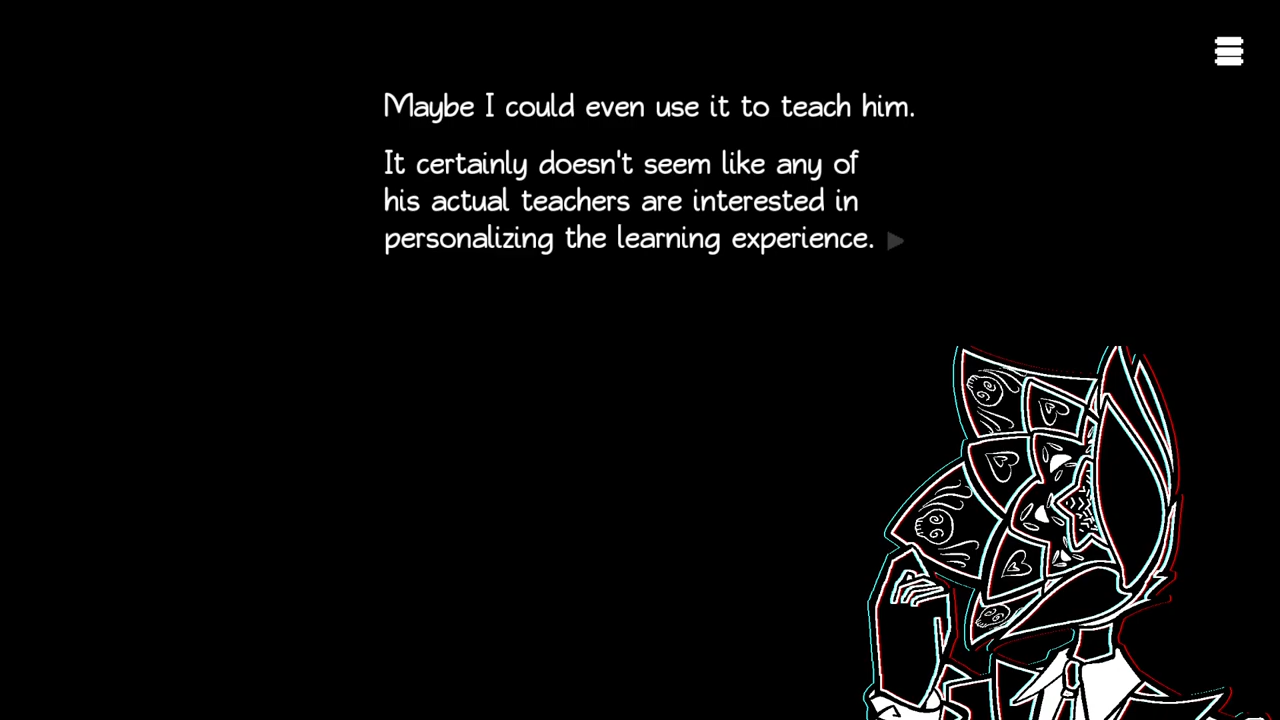 Maybe I could even use it to teach him.
It certainly doesn't seem like any of
his actual teachers are interested in
personalizing the learning experience.